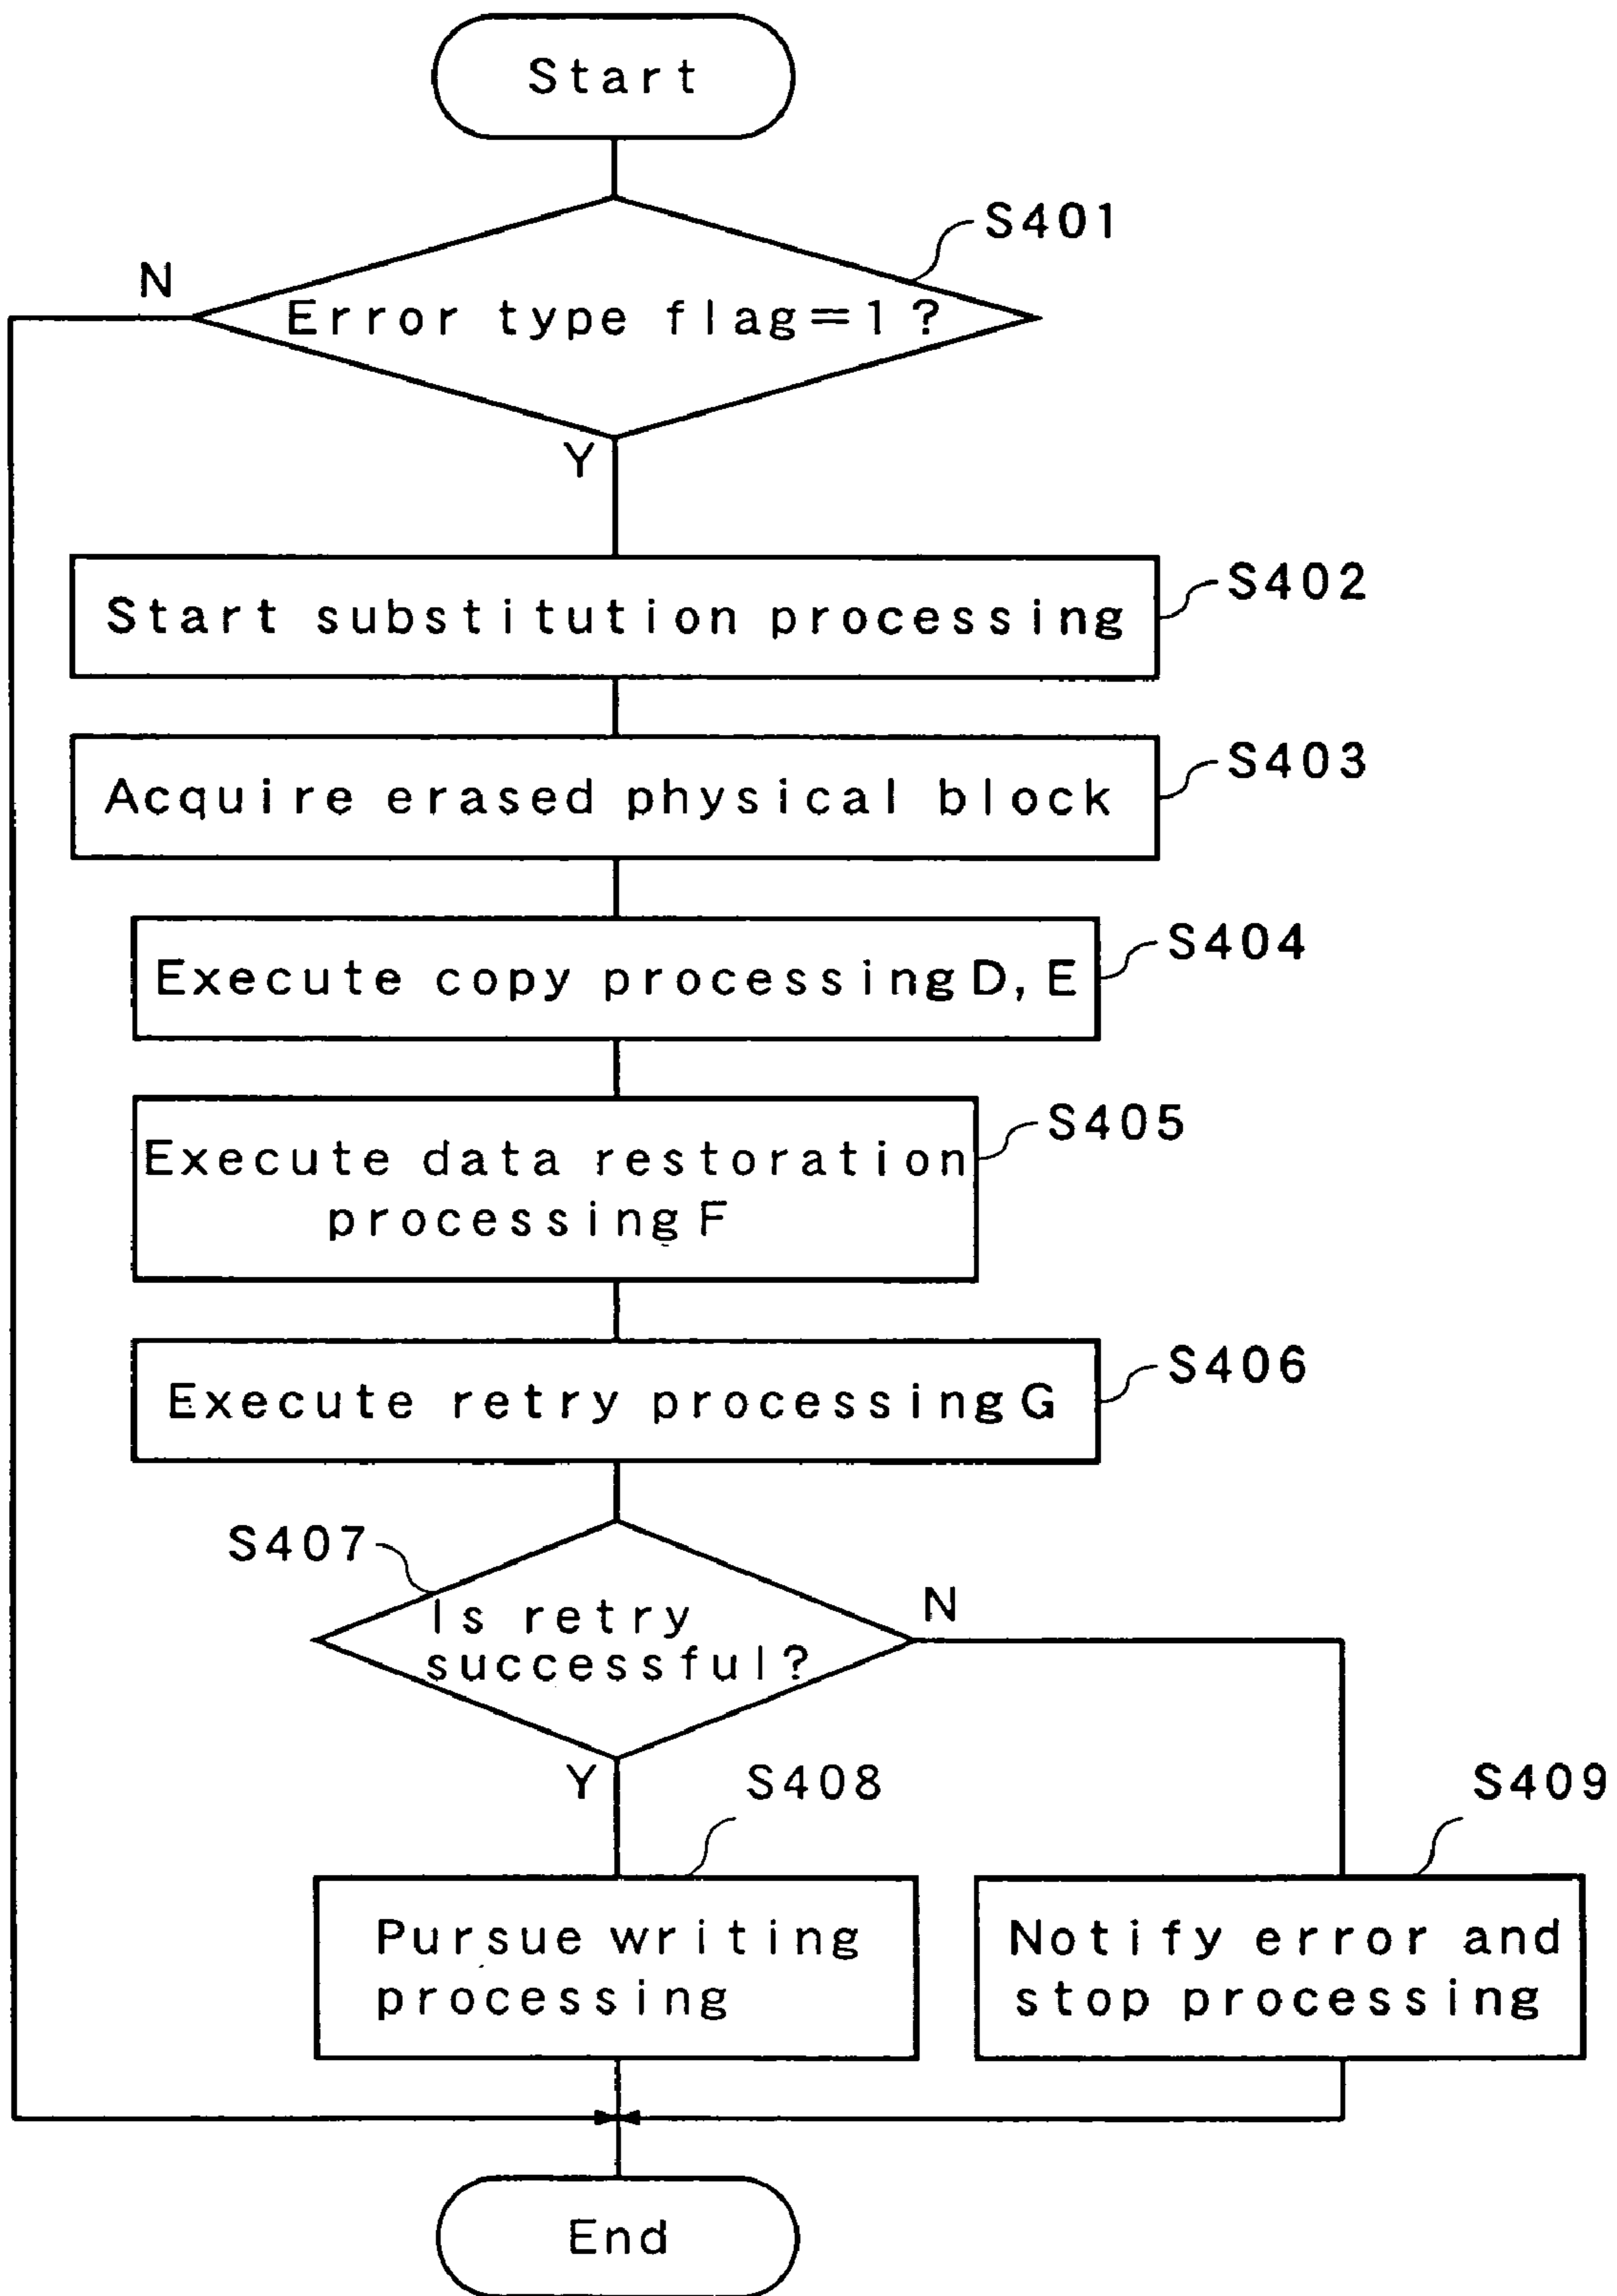 Start
S401
N
Error type flag=1?
Y
S402
Start substitution processing
S403
Acquire erased physical block
S404
Execute copy processing D, E
S405
Execute data restoration
processing F
S406
Execute retry processing G
S407
N
Is retry
successful?
Y
S408
S409
Pursue writing
processing
Notify error and
stop processing
End